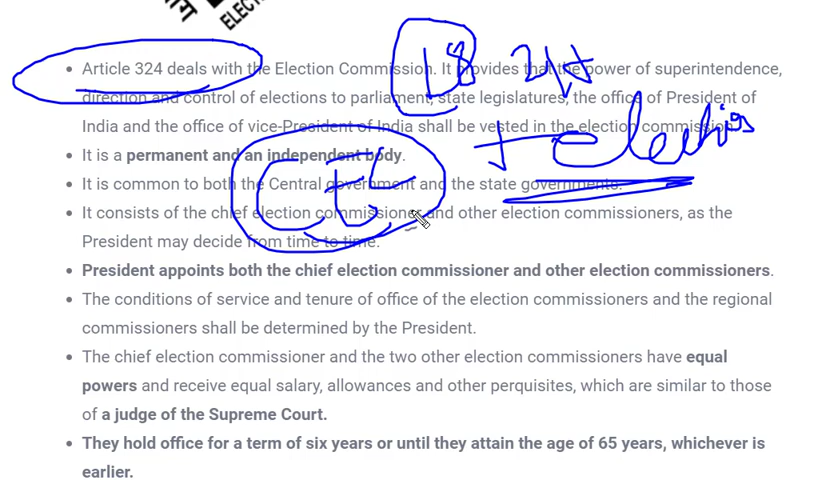 ELEC
18 21
+ election
Article 324 deals with the Election Commission. It provides that the power of superintendence,
direction and control of elections to parliament, state legislatures, the office of President of
India and the office of vice-President of India shall be vested in the election commission.
It is a permanent and an independent body.
It is common to both the Central government and the state governments.
It consists of the chief election commissioner and other election commissioners, as the
President may decide from time to time.
President appoints both the chief election commissioner and other election commissioners.
The conditions of service and tenure of office of the election commissioners and the regional
commissioners shall be determined by the President.
The chief election commissioner and the two other election commissioners have equal
powers and receive equal salary, allowances and other perquisites, which are similar to those
of a judge of the Supreme Court.
They hold office for a term of six years or until they attain the age of 65 years, whichever is
earlier.